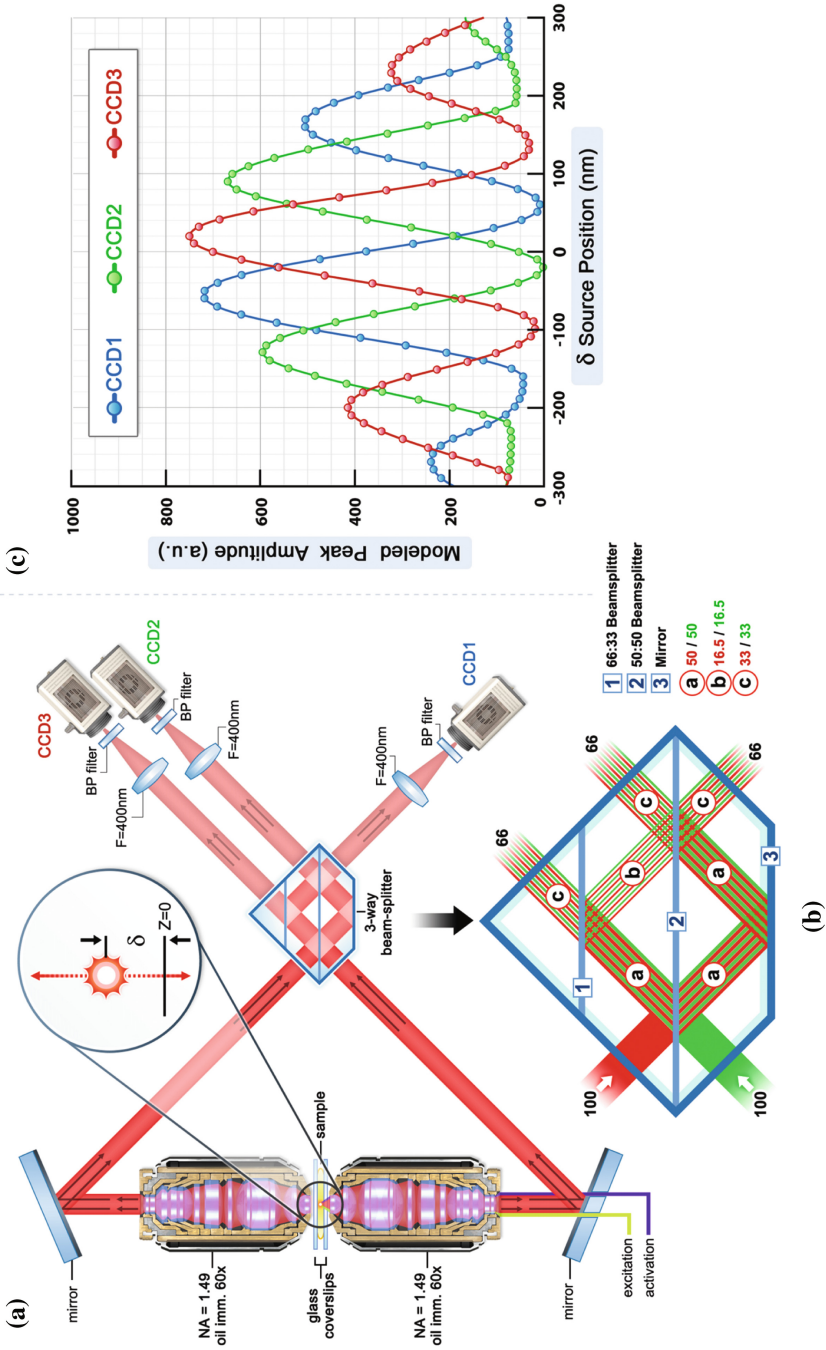 (a)
mirror
NA = 1.49
oil imm. 60x
glass
coverslips
sample
NA = 1.49
oil imm. 60x
mirror
excitation
activation
δ
Z=0
3-way
beam-splitter
F=400nm
BP filter
CCD3
F=400nm
BP filter
CCD2
F=400nm
BP filter
CCD1
(b)
100
100
1
2
3
a
a
a
b
c
c
c
66
66
66
1 66:33 Beamsplitter
2 50:50 Beamsplitter
3 Mirror
a 50 / 50
b 16.5 / 16.5
c 33 / 33
(c)
CCD1
CCD2
CCD3
Modeled Peak Amplitude (a.u.)
1000
800
600
400
200
0
-300
-200
-100
0
100
200
300
δ Source Position (nm)